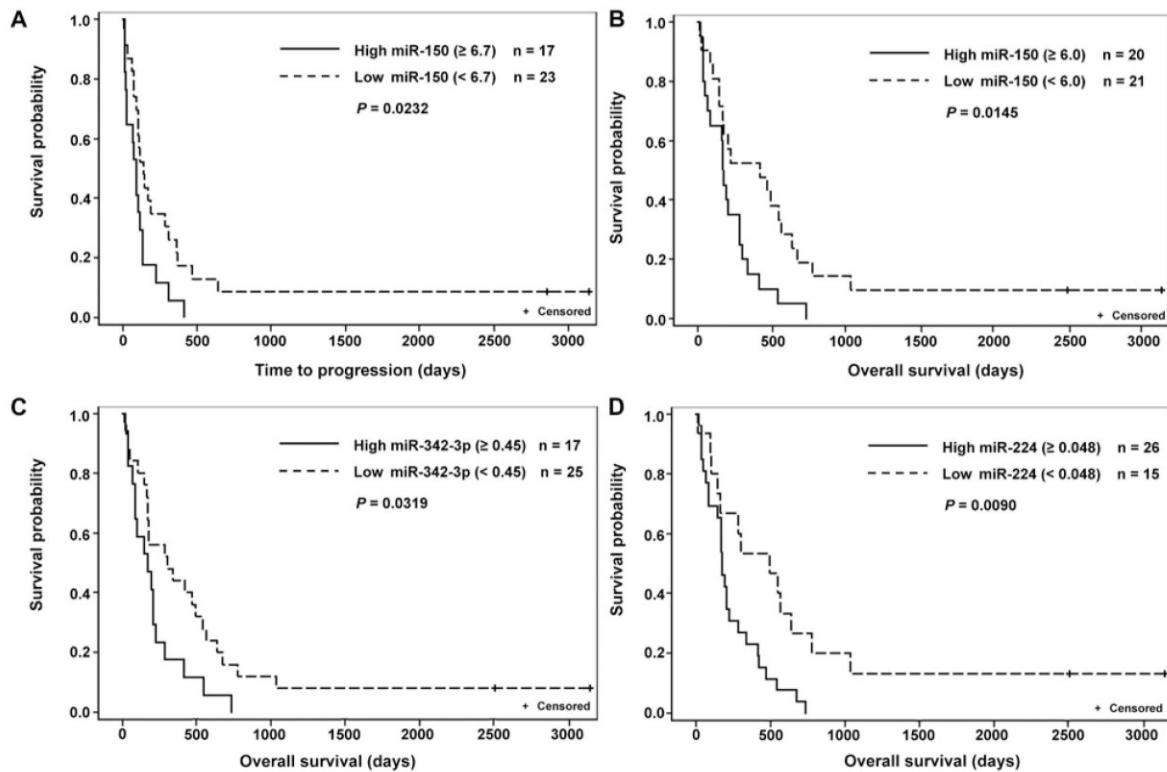 A
Survival probability
1.0
0.8
0.6
0.4
0.2
0.0
High miR-150 (≥ 6.7) n = 17
Low miR-150 (< 6.7) n = 23
P = 0.0232
+ Censored
0 500 1000 1500 2000 2500 3000
Time to progression (days)
B
Survival probability
1.0
0.8
0.6
0.4
0.2
0.0
High miR-150 (≥ 6.0) n = 20
Low miR-150 (< 6.0) n = 21
P = 0.0145
+ Censored
0 500 1000 1500 2000 2500 3000
Overall survival (days)
C
Survival probability
1.0
0.8
0.6
0.4
0.2
0.0
High miR-342-3p (≥ 0.45) n = 17
Low miR-342-3p (< 0.45) n = 25
P = 0.0319
+ Censored
0 500 1000 1500 2000 2500 3000
Overall survival (days)
D
Survival probability
1.0
0.8
0.6
0.4
0.2
0.0
High miR-224 (≥ 0.048) n = 26
Low miR-224 (< 0.048) n = 15
P = 0.0090
+ Censored
0 500 1000 1500 2000 2500 3000
Overall survival (days)